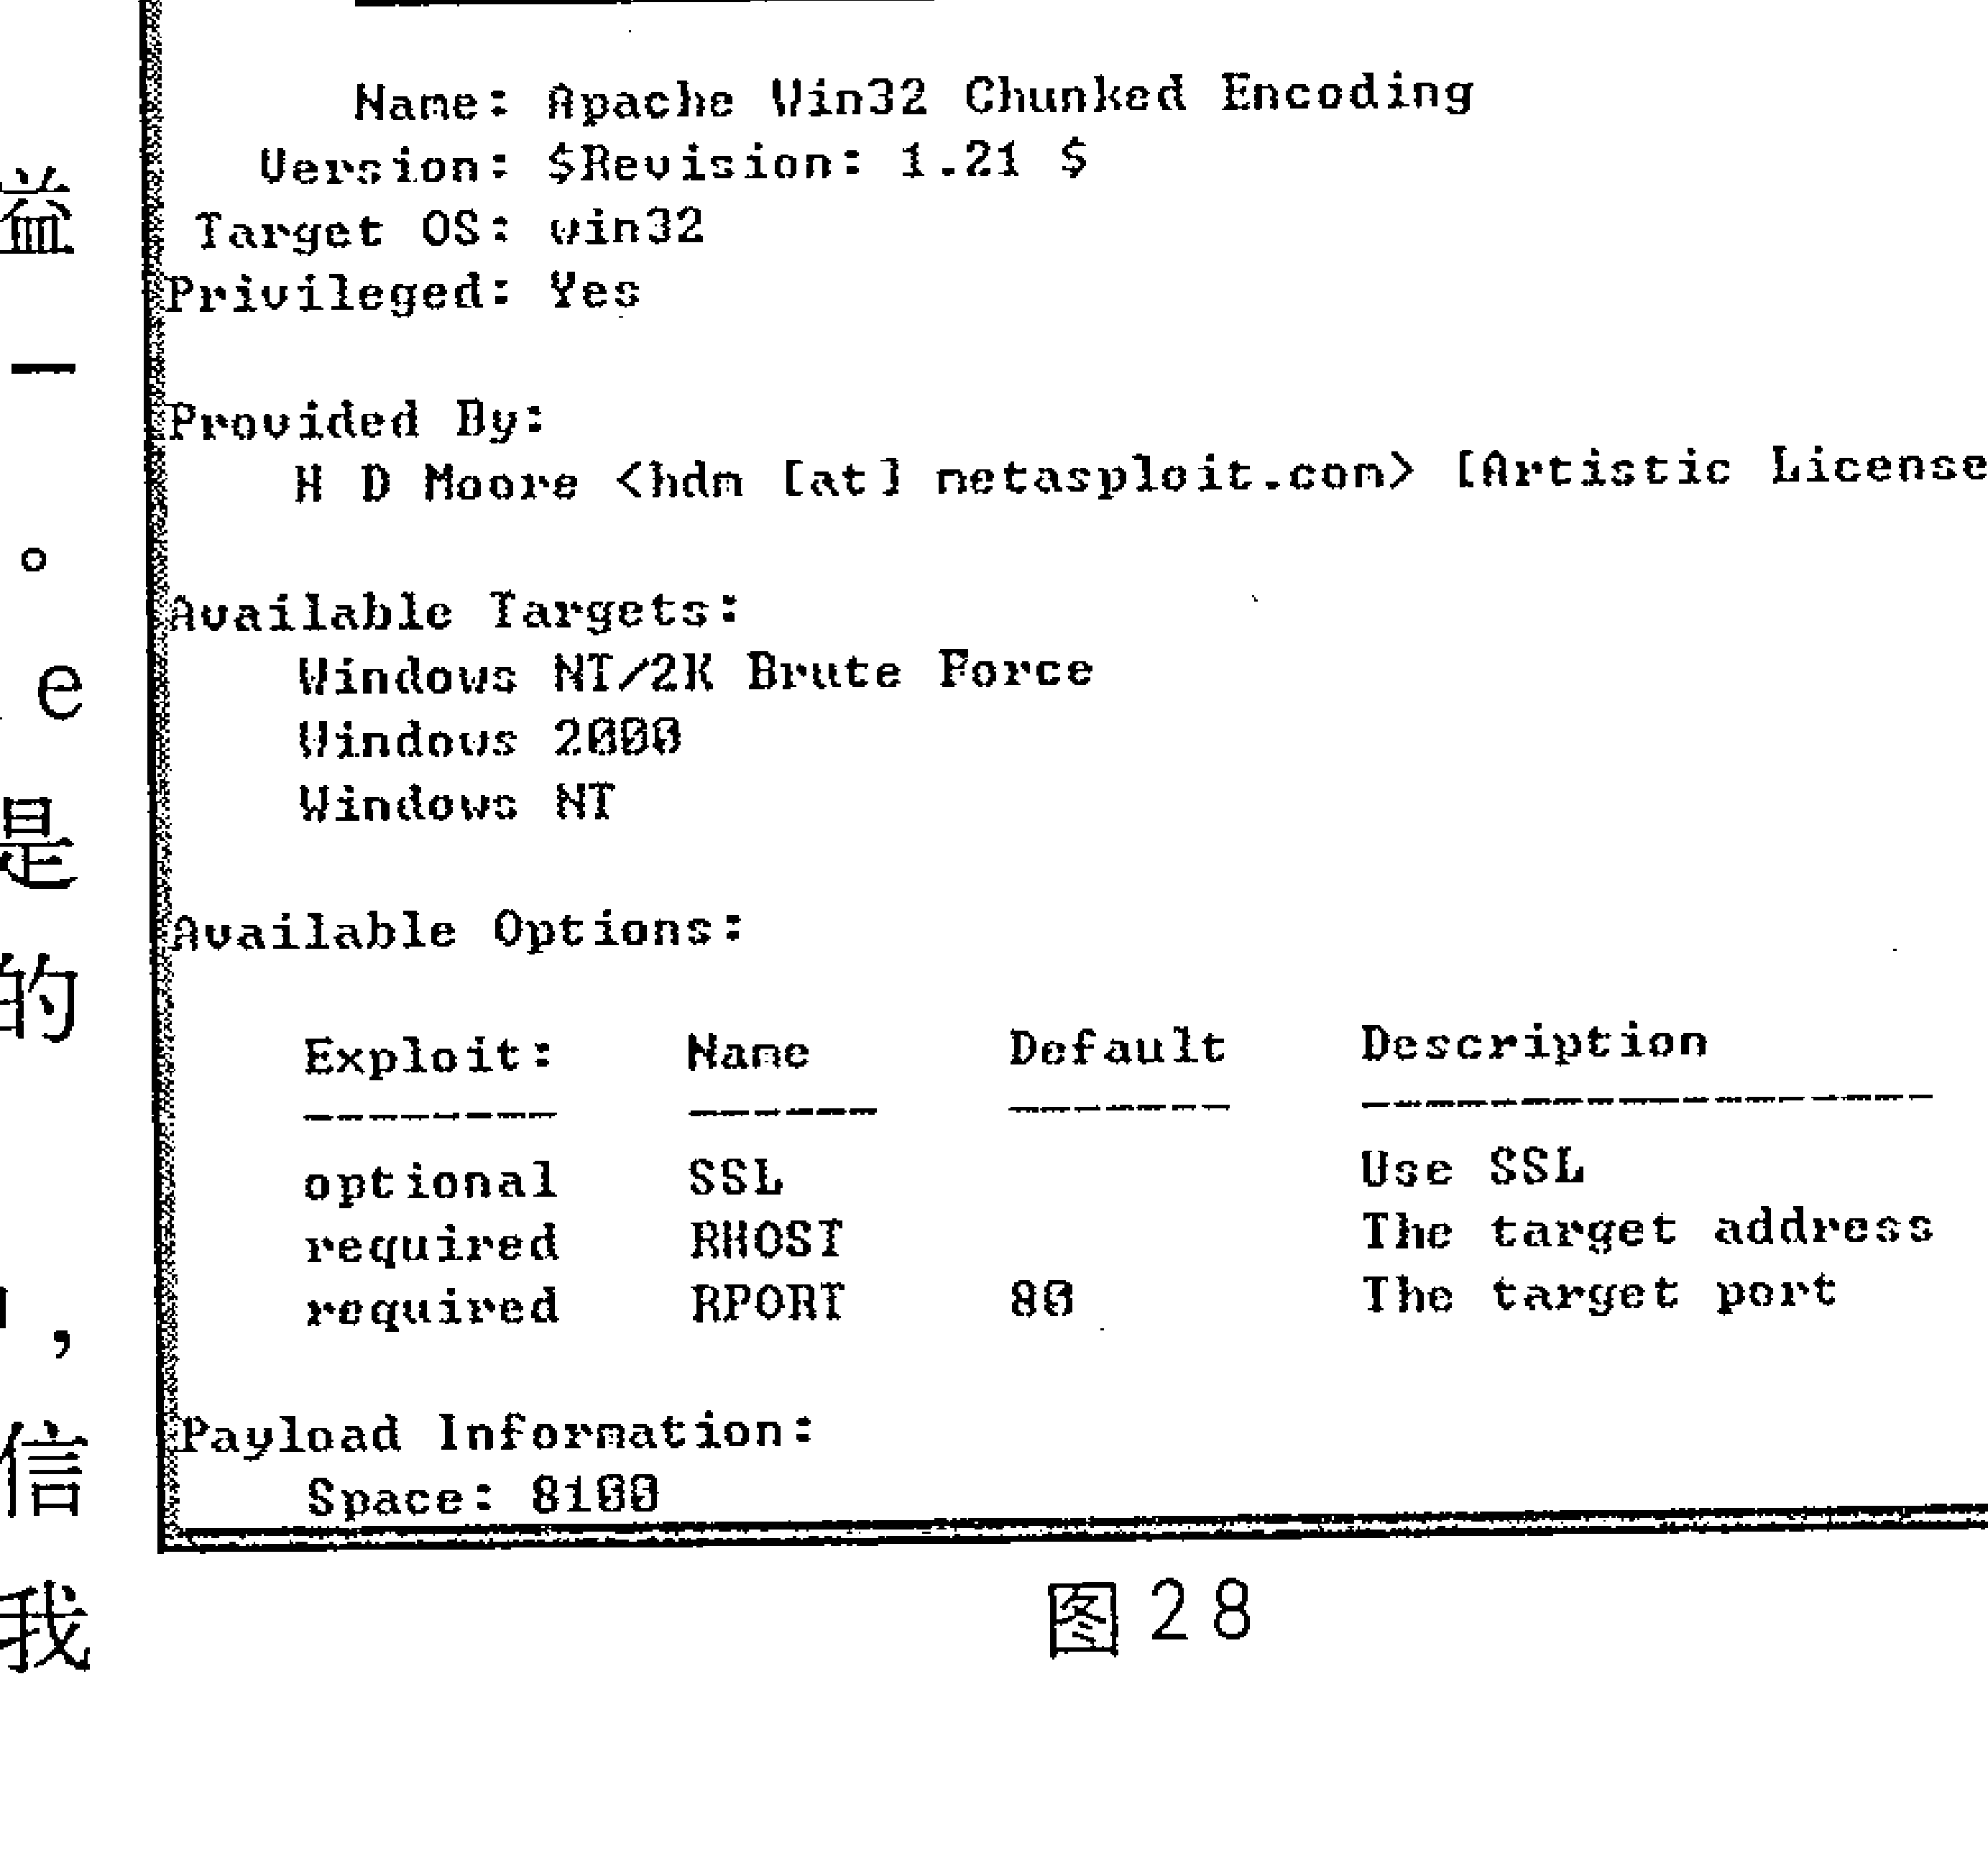 Name: Apache Win32 Chunked Encoding
Version: $Revision: 1.21 $
Target OS: win32
Privileged: Yes
Provided By:
H D Moore <hdm [at] metasploit.com> [Artistic License
Available Targets:
Windows NT/2K Brute Force
Windows 2000
Windows NT
Available Options:
Exploit: Name Default Description
-------- ------ ------- ------------------
optional SSL Use SSL
required RHOST The target address
required RPORT 80 The target port
Payload Information:
Space: 8100
图28
一
。
e
是
的
，
信
我